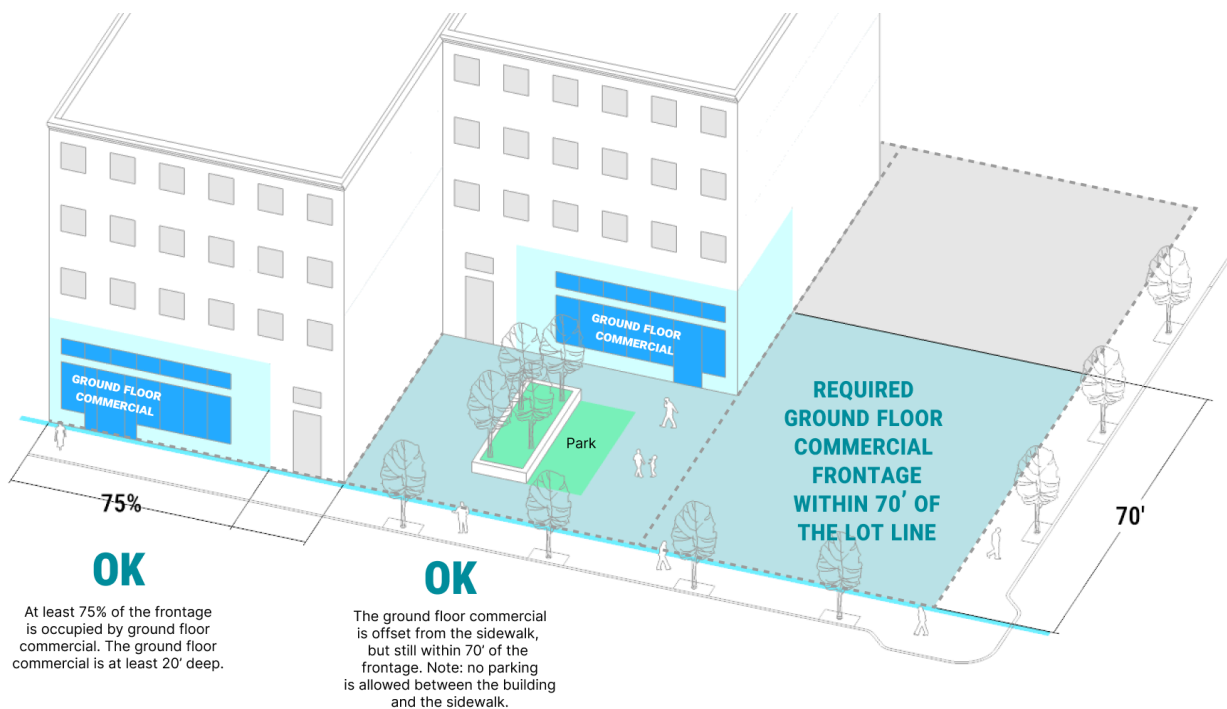 GROUND FLOOR
COMMERCIAL
GROUND FLOOR
COMMERCIAL
Park
REQUIRED
GROUND FLOOR
COMMERCIAL
FRONTAGE
WITHIN 70' OF
THE LOT LINE
75%
70'
OK
At least 75% of the frontage
is occupied by ground floor
commercial. The ground floor
commercial is at least 20' deep.
OK
The ground floor commercial
is offset from the sidewalk,
but still within 70' of the
frontage. Note: no parking
is allowed between the building
and the sidewalk.